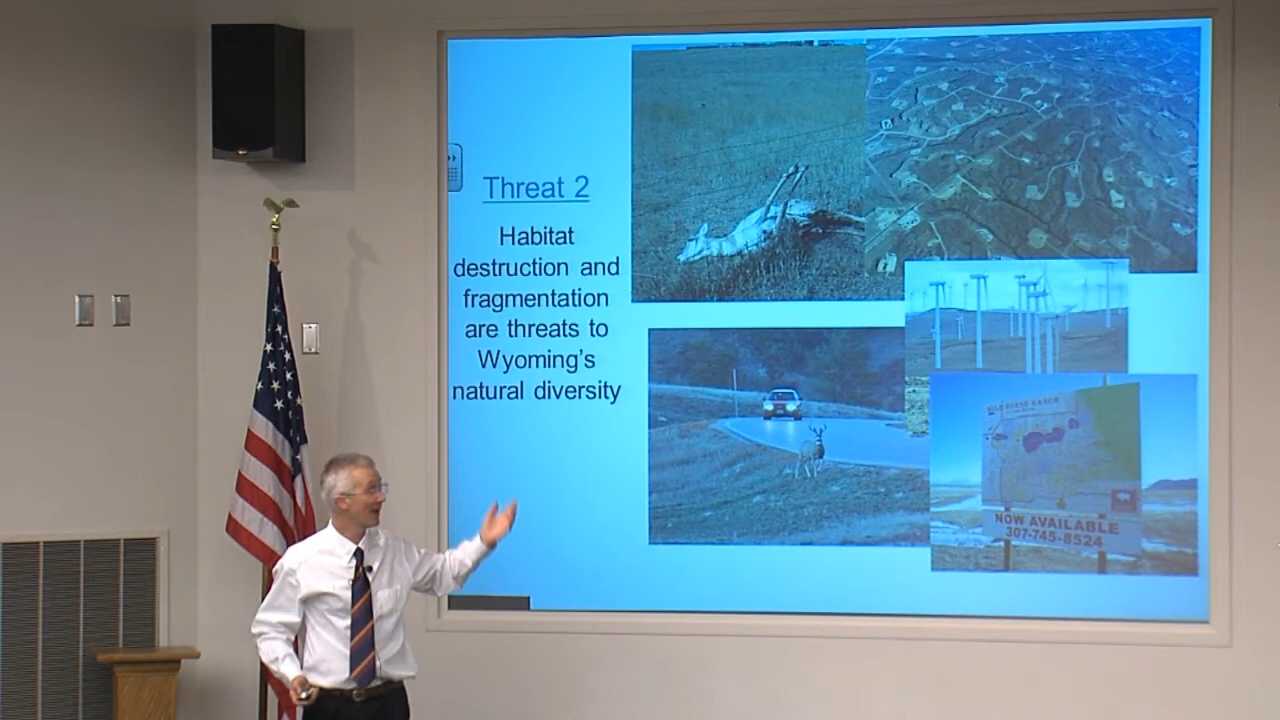 Threat 2
Habitat
destruction and
fragmentation
are threats to
Wyoming's
natural diversity
NOW AVAILABLE
307-745-8524